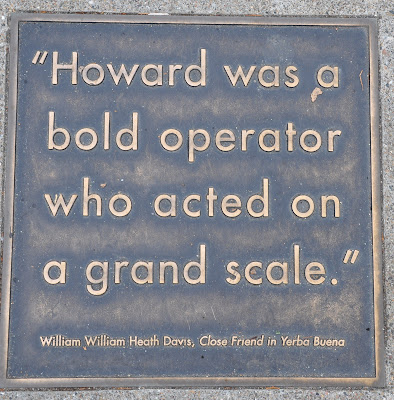 “Howard was a
bold operator
who acted on
a grand scale.”
William William Heath Davis, Close Friend in Yerba Buena